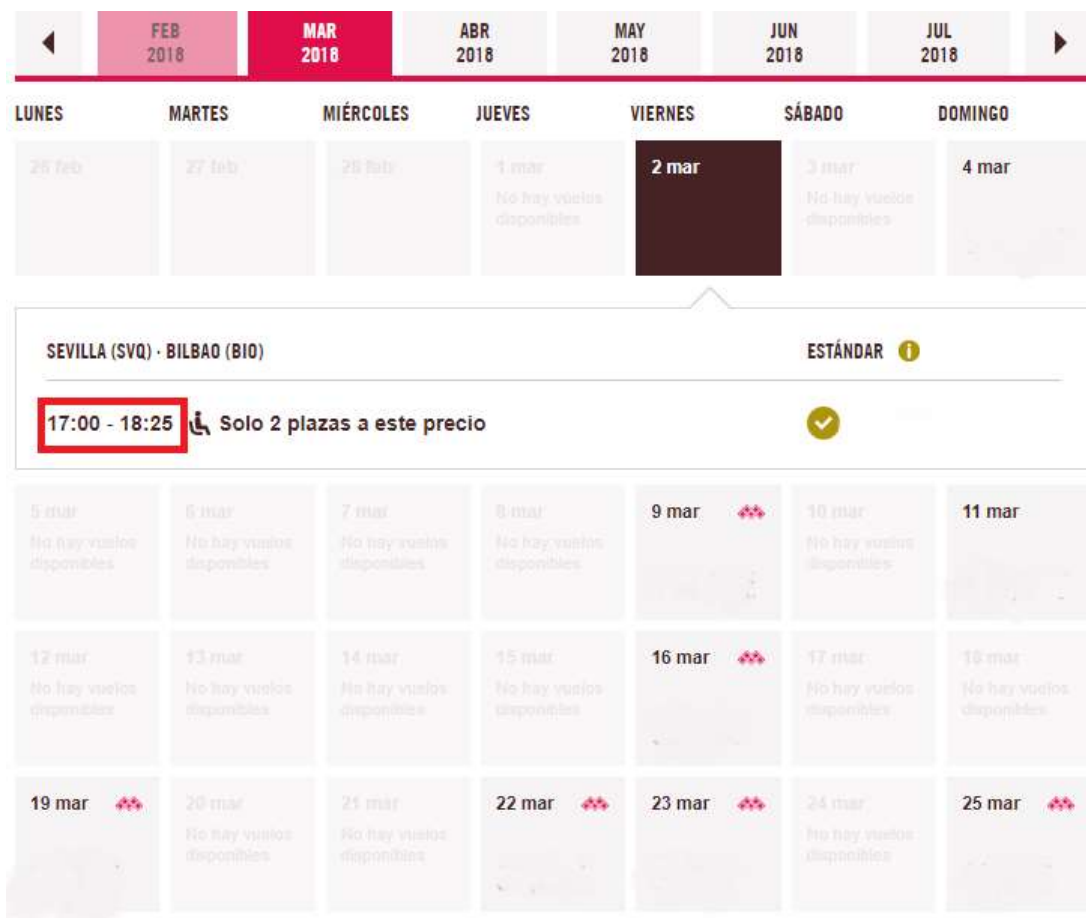 FEB MAR ABR MAY JUN JUL
2018 2018 2018 2018 2018 2018
LUNES MARTES MIÉRCOLES JUEVES VIERNES SÁBADO DOMINGO
26 feb 27 feb 28 feb 1 mar 2 mar 3 mar 4 mar
No hay vuelos No hay vuelos
disponibles disponibles
SEVILLA (SVQ) · BILBAO (BIO) ESTÁNDAR
17:00 - 18:25 Solo 2 plazas a este precio
5 mar 6 mar 7 mar 8 mar 9 mar 10 mar 11 mar
No hay vuelos No hay vuelos No hay vuelos No hay vuelos No hay vuelos
disponibles disponibles disponibles disponibles disponibles
12 mar 13 mar 14 mar 15 mar 16 mar 17 mar 18 mar
No hay vuelos No hay vuelos No hay vuelos No hay vuelos No hay vuelos No hay vuelos
disponibles disponibles disponibles disponibles disponibles disponibles
19 mar 20 mar 21 mar 22 mar 23 mar 24 mar 25 mar
No hay vuelos No hay vuelos No hay vuelos
disponibles disponibles disponibles